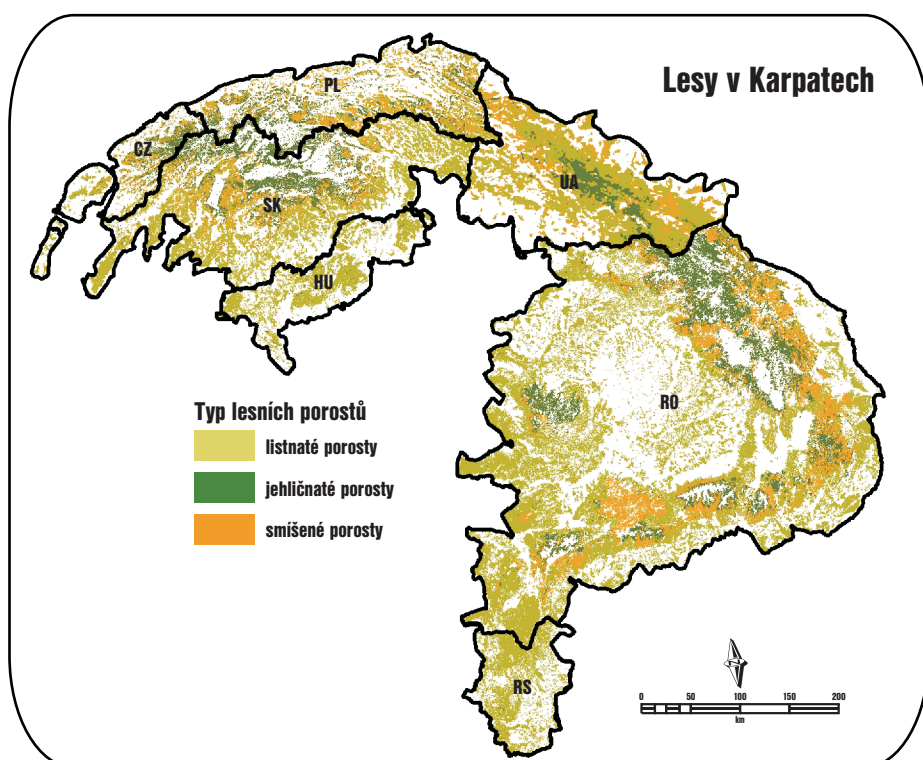 Lesy v Karpatech
PL
CZ
SK
UA
HU
RO
RS
Typ lesních porostů
listnaté porosty
jehličnaté porosty
smíšené porosty
0 50 100 150 200
km